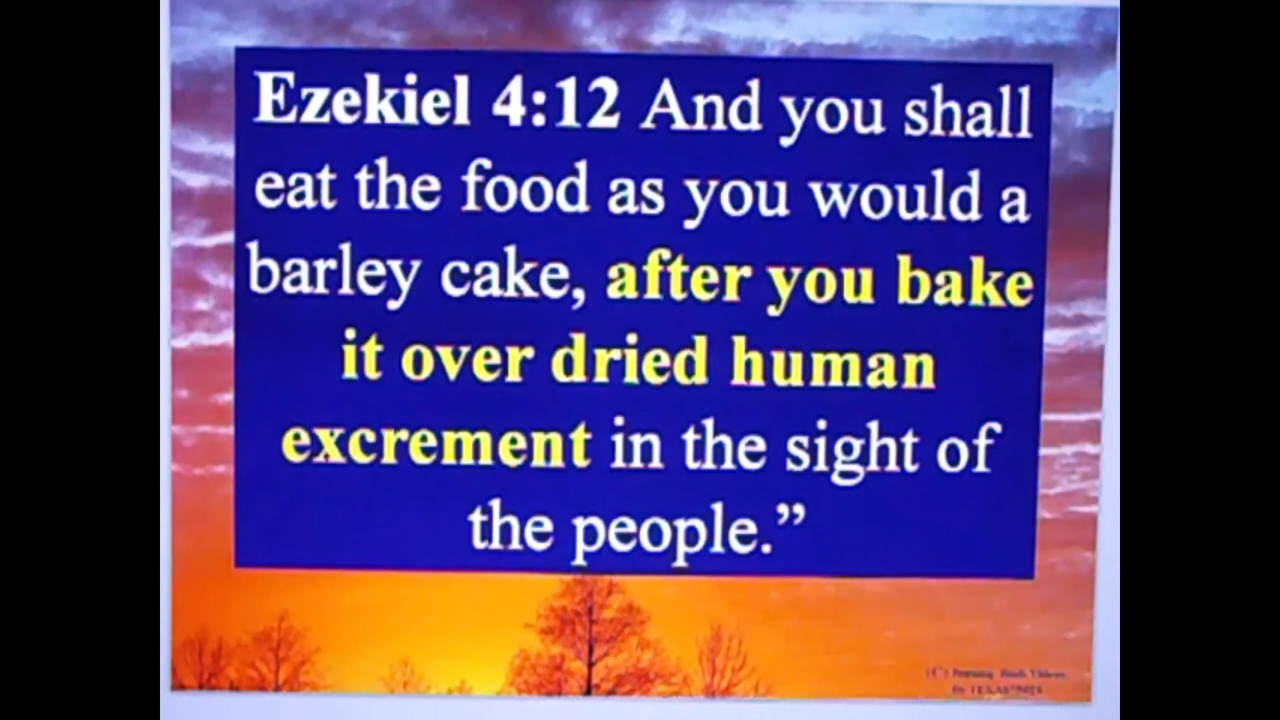 Ezekiel 4:12 And you shall
eat the food as you would a
barley cake, after you bake
it over dried human
excrement in the sight of
the people.”